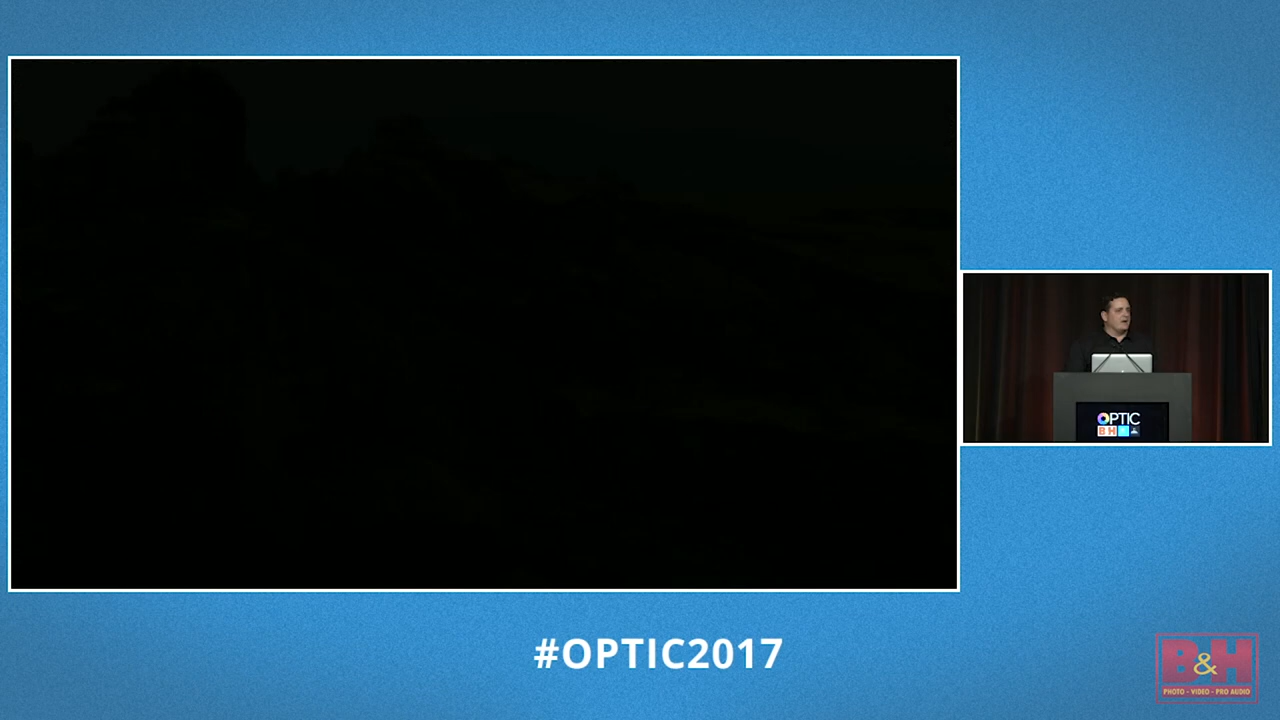 OPTIC
B H
#OPTIC2017
B&H
PHOTO - VIDEO - PRO AUDIO